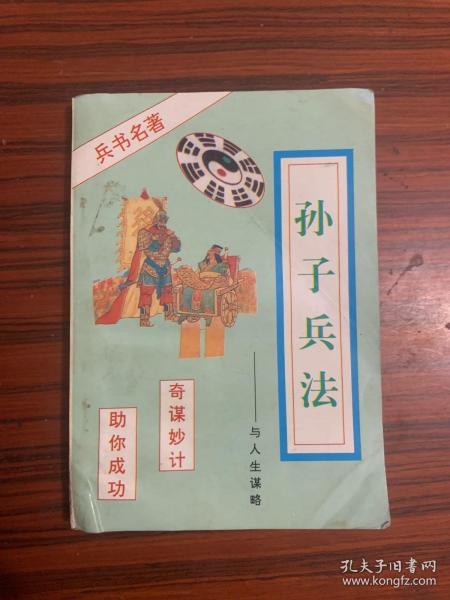 兵书名著
孙子兵法
——与人生谋略
奇谋妙计
助你成功
孔夫子旧书网
www.kongfz.com